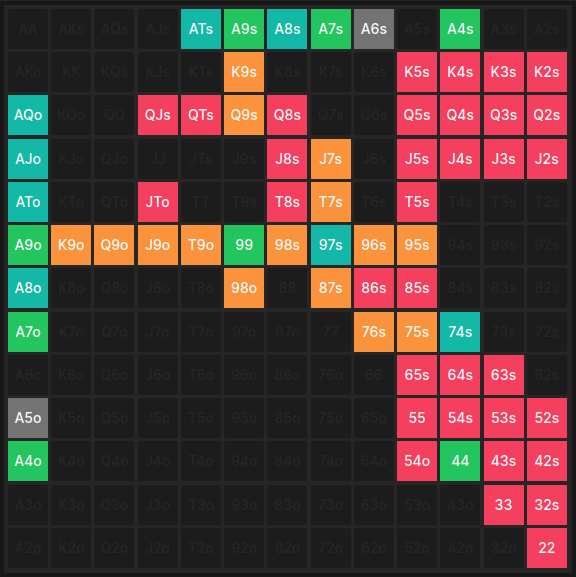 AA AKs AQs AJs ATs A9s A8s A7s A6s A5s A4s A3s A2s
AKo KK KQs KJs KTs K9s K8s K7s K6s K5s K4s K3s K2s
AQo KQo QQ QJs QTs Q9s Q8s Q7s Q6s Q5s Q4s Q3s Q2s
AJo KJo QJo JJ JTs J9s J8s J7s J6s J5s J4s J3s J2s
ATo KTo QTo JTo TT T9s T8s T7s T6s T5s T4s T3s T2s
A9o K9o Q9o J9o T9o 99 98s 97s 96s 95s 94s 93s 92s
A8o K8o Q8o J8o T8o 98o 88 87s 86s 85s 84s 83s 82s
A7o K7o Q7o J7o T7o 97o 87o 77 76s 75s 74s 73s 72s
A6o K6o Q6o J6o T6o 96o 86o 76o 66 65s 64s 63s 62s
A5o K5o Q5o J5o T5o 95o 85o 75o 65o 55 54s 53s 52s
A4o K4o Q4o J4o T4o 94o 84o 74o 64o 54o 44 43s 42s
A3o K3o Q3o J3o T3o 93o 83o 73o 63o 53o 43o 33 32s
A2o K2o Q2o J2o T2o 92o 82o 72o 62o 52o 42o 32o 22